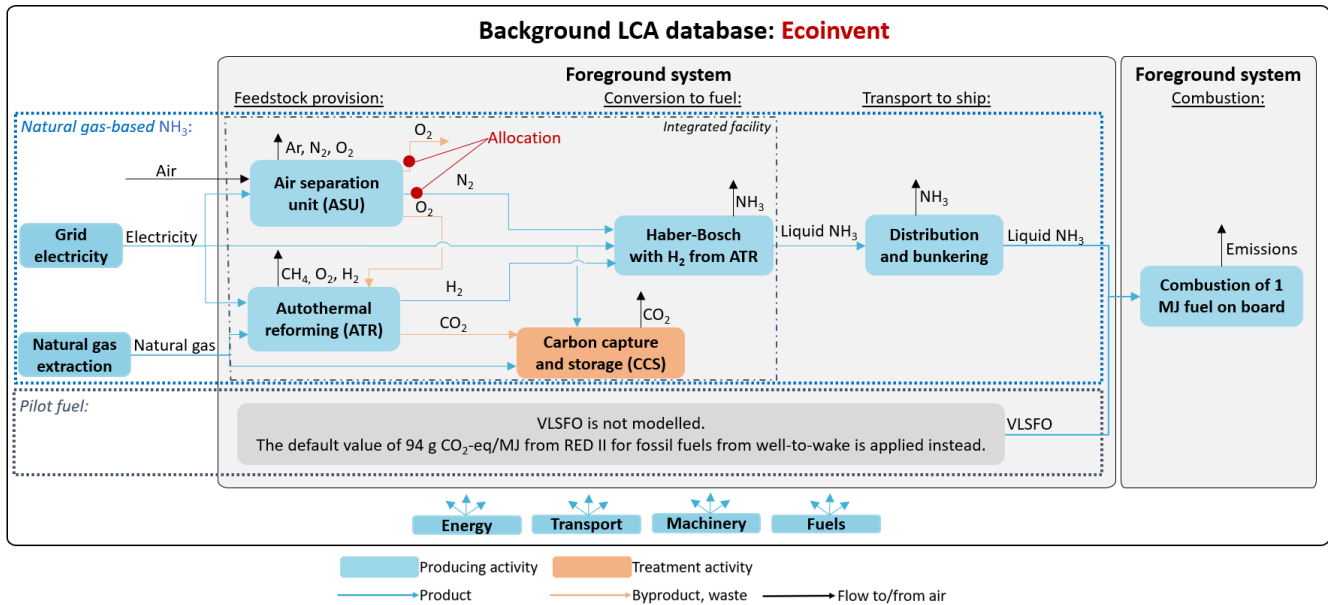 Background LCA database: Ecoinvent
Foreground system
Foreground system
Feedstock provision:
Conversion to fuel:
Transport to ship:
Combustion:
Natural gas-based NH₃:
Integrated facility
O₂
Allocation
Ar, N₂, O₂
Air
Air separation
unit (ASU)
N₂
O₂
NH₃
NH₃
Grid
electricity
Electricity
Haber-Bosch
with H₂ from ATR
Liquid NH₃
Distribution
and bunkering
Liquid NH₃
Emissions
CH₄, O₂, H₂
H₂
Combustion of 1
MJ fuel on board
Autothermal
reforming (ATR)
CO₂
CO₂
Natural gas
extraction
Natural gas
Carbon capture
and storage (CCS)
Pilot fuel:
VLSFO is not modelled.
The default value of 94 g CO₂-eq/MJ from RED II for fossil fuels from well-to-wake is applied instead.
VLSFO
Energy
Transport
Machinery
Fuels
Producing activity
Treatment activity
Product
Byproduct, waste
Flow to/from air